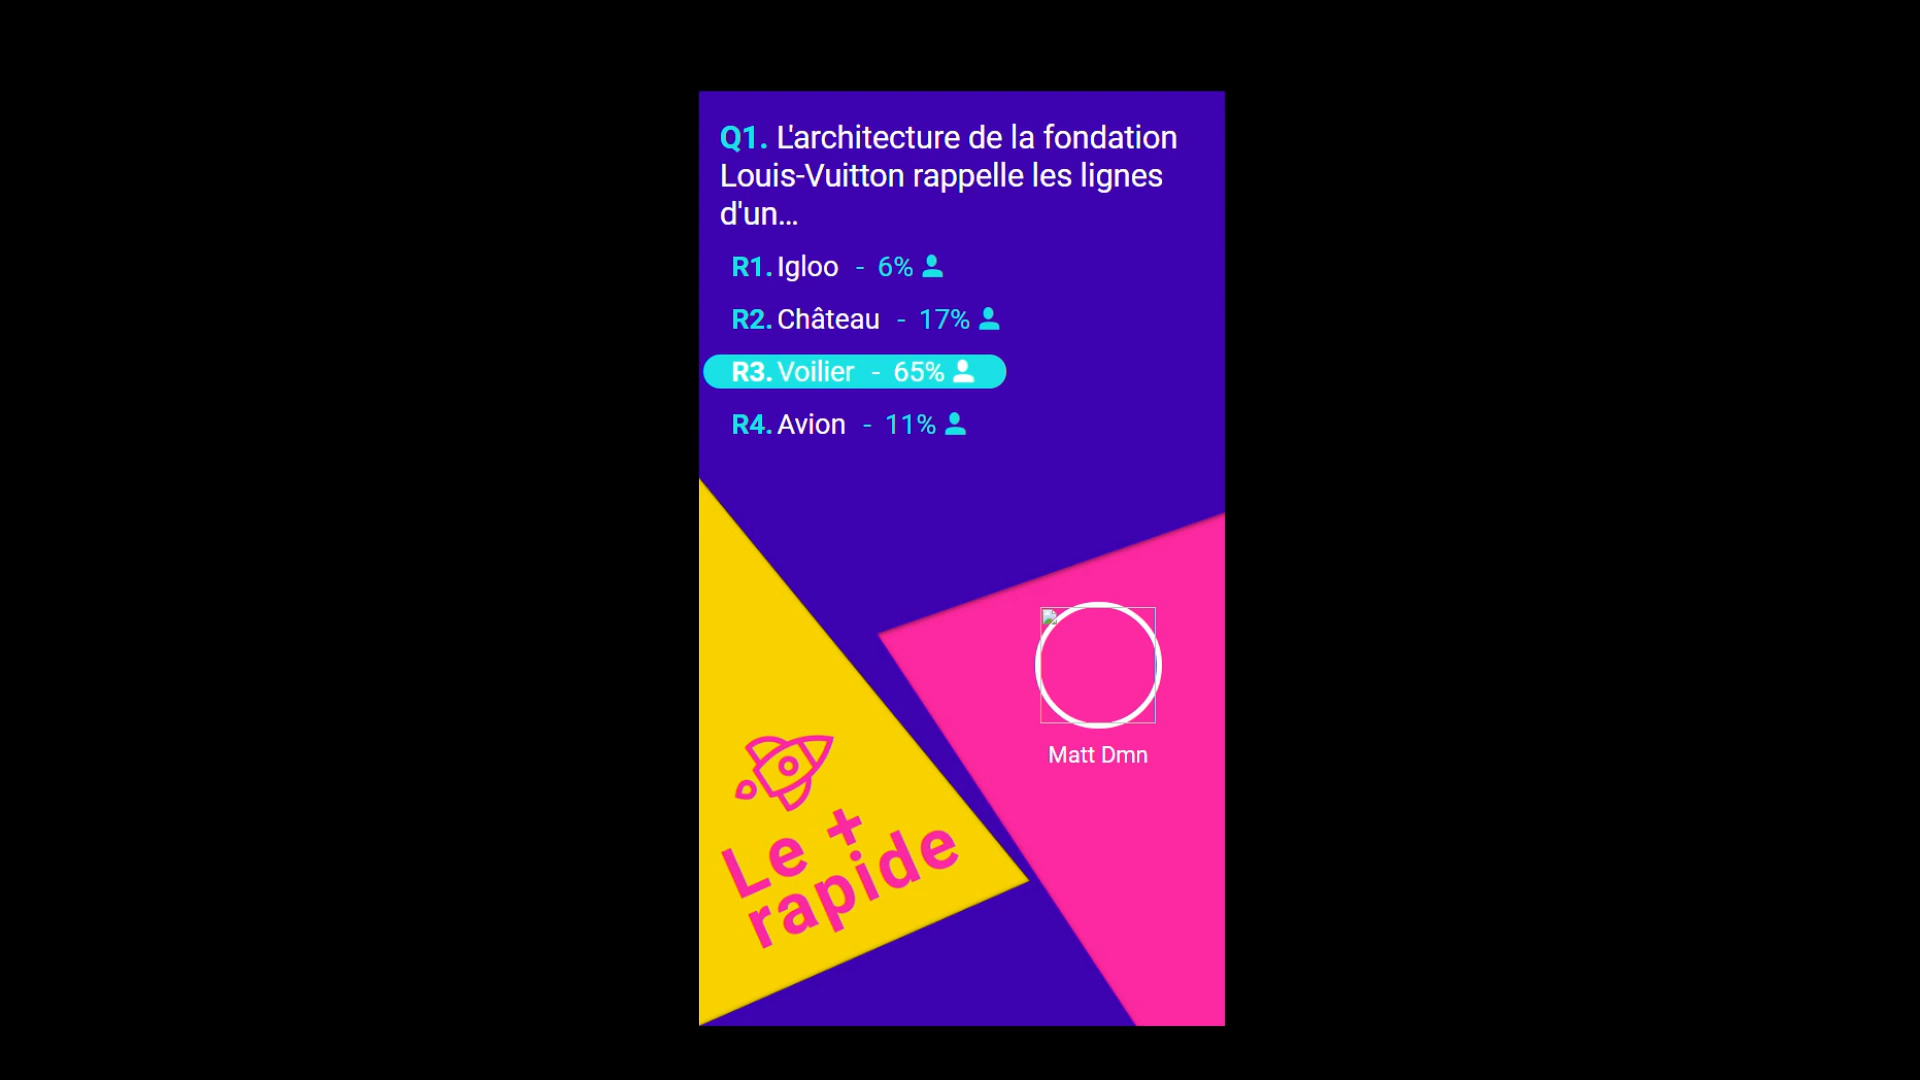 Q1. L'architecture de la fondation
Louis-Vuitton rappelle les lignes
d'un...
R1. Igloo - 6%
R2. Château - 17%
R3. Voilier - 65%
R4. Avion - 11%
Matt Dmn
Le +
rapide